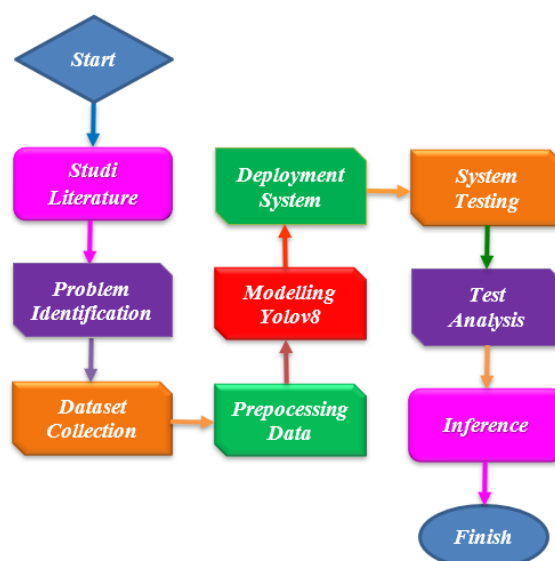 Start
Studi
Literature
Problem
Identification
Dataset
Collection
Prepocessing
Data
Modelling
Yolov8
Deployment
System
System
Testing
Test
Analysis
Inference
Finish